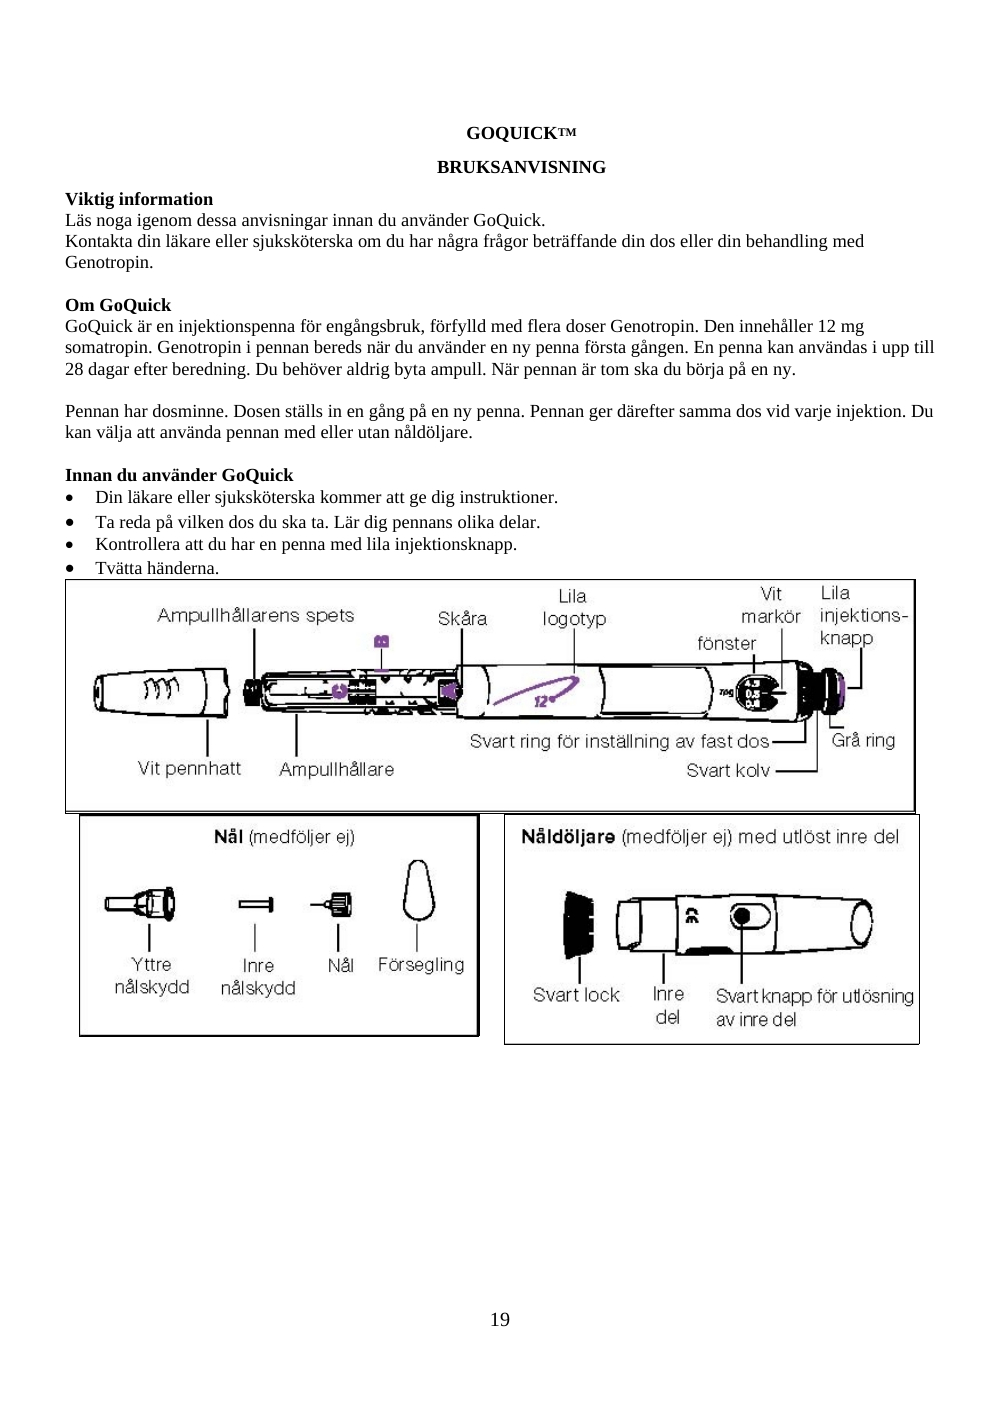 GOQUICK™
BRUKSANVISNING
Viktig information
Läs noga igenom dessa anvisningar innan du använder GoQuick.
Kontakta din läkare eller sjuksköterska om du har några frågor beträffande din dos eller din behandling med
Genotropin.
Om GoQuick
GoQuick är en injektionspenna för engångsbruk, förfylld med flera doser Genotropin. Den innehåller 12 mg
somatropin. Genotropin i pennan bereds när du använder en ny penna första gången. En penna kan användas i upp till
28 dagar efter beredning. Du behöver aldrig byta ampull. När pennan är tom ska du börja på en ny.
Pennan har dosminne. Dosen ställs in en gång på en ny penna. Pennan ger därefter samma dos vid varje injektion. Du
kan välja att använda pennan med eller utan nåldöljare.
Innan du använder GoQuick
• Din läkare eller sjuksköterska kommer att ge dig instruktioner.
• Ta reda på vilken dos du ska ta. Lär dig pennans olika delar.
• Kontrollera att du har en penna med lila injektionsknapp.
• Tvätta händerna.
Ampullhållarens spets
B
Skåra
Lila
logotyp
fönster
Vit
markör
Lila
injektions-
knapp
C
A
12
Svart ring för inställning av fast dos
Grå ring
Vit pennhatt
Ampullhållare
Svart kolv
Nål (medföljer ej)
Yttre
nålskydd
Inre
nålskydd
Nål
Försegling
Nåldöljare (medföljer ej) med utlöst inre del
CE
Svart lock
Inre
del
Svart knapp för utlösning
av inre del
19